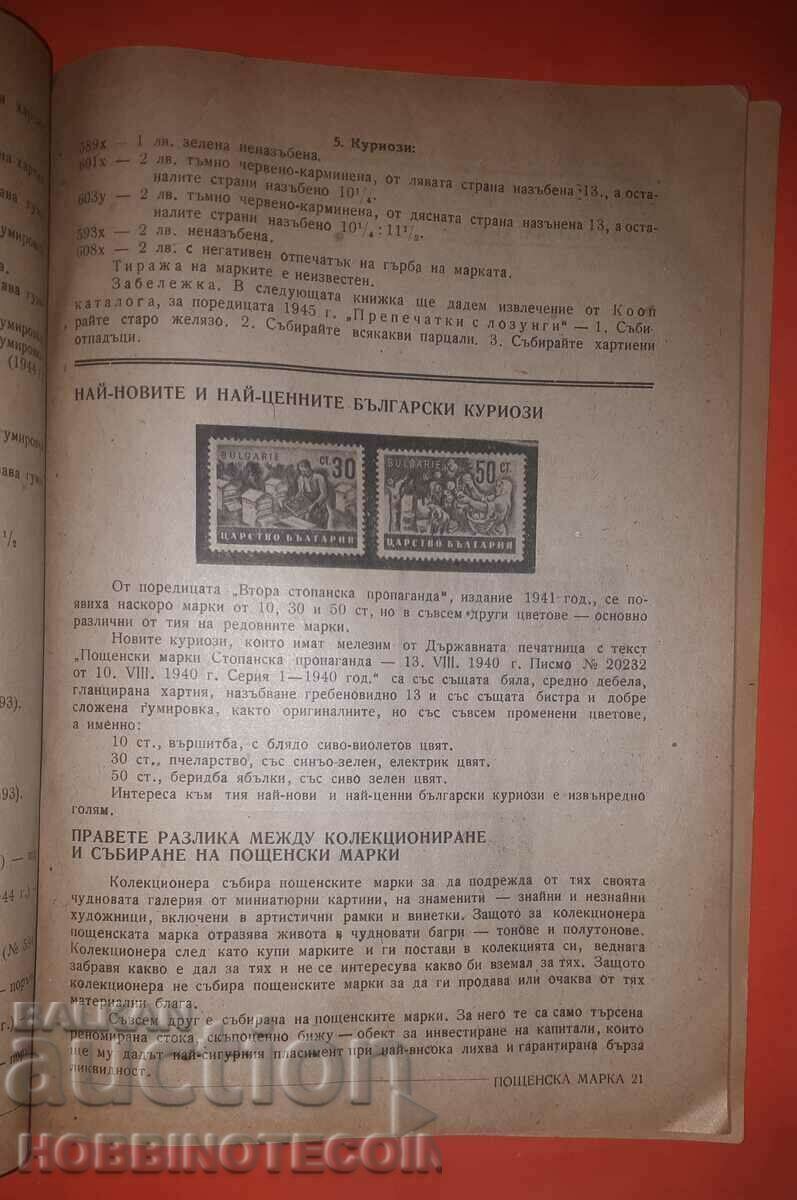 5. Куриози:
589х — 1 лв. зелена неназъбена.
601х — 2 лв. тъмно червено-карминена, от лявата страна назъбена 13., а оста-
налите страни назъбено 10¹/₄.
603у — 2 лв. тъмно червено-карминена, от дясната страна назънена 13, а оста-
налите страни назъбено 10¹/₄ : 11¹/₂.
593х — 2 лв. неназъбена.
608х — 2 лв. с негативен отпечатък на гърба на марката.
Тиража на марките е неизвестен.
Забележка. В следующата книжка ще дадем извлечение от Кооп
каталога, за поредицата 1945 г. „Препечатки с лозунги“ — 1. Съби-
райте старо желязо. 2. Събирайте всякакви парцали. 3. Събирайте хартиени
отпадъци.
НАЙ-НОВИТЕ И НАЙ-ЦЕННИТЕ БЪЛГАРСКИ КУРИОЗИ
BULGARIE СТ. 30
ЦАРСТВО БЪЛГАРИЯ
BULGARIE 50 СТ.
ЦАРСТВО БЪЛГАРИЯ
От поредицата „Втора стопанска пропаганда“, издание 1941 год., се по-
явиха наскоро марки от 10, 30 и 50 ст, но в съвсем други цветове — основно
различни от тия на редовните марки.
Новите куриози, които имат мелезим от Държавната печатница с текст
„Пощенски марки Стопанска пропаганда — 13. VIII. 1940 г. Писмо № 20232
от 10. VIII. 1940 г. Серия 1—1940 год.“ са със същата бяла, средно дебела,
гланцирана хартия, назъбване гребеновидно 13 и със същата бистра и добре
сложена гумировка, както оригиналните, но със съвсем променени цветове,
а именно:
10 ст., вършитба, с блядо сиво-виолетов цвят.
30 ст., пчеларство, със синьо-зелен, електрик цвят.
50 ст., беридба ябълки, със сиво зелен цвят.
Интереса към тия най-нови и най-ценни български куриози е извънредно
голям.
ПРАВЕТЕ РАЗЛИКА МЕЖДУ КОЛЕКЦИОНИРАНЕ
И СЪБИРАНЕ НА ПОЩЕНСКИ МАРКИ
Колекционера събира пощенските марки за да подрежда от тях своята
чудновата галерия от миниатюрни картини, на знаменити — знайни и незнайни
художници, включени в артистични рамки и винетки. Защото за колекционера
пощенската марка отразява живота в чудновати багри — тонове и полутонове.
Колекционера след като купи марките и ги постави в колекцията си, веднага
забравя какво е дал за тях и не се интересува какво би вземал за тях. Защото
колекционера не събира пощенските марки за да ги продава или очаква от тях
материални блага.
Съвсем друг е събирача на пощенските марки. За него те са само търсена
реномирана стока, скъпоценно бижу — обект за инвестиране на капитали, които
ще му дадът най-сигурния пласимент при най-висока лихва и гарантирана бърза
ликвидност.
ПОЩЕНСКА МАРКА 21
BALKAN
auction
HOBBINOTECOIN